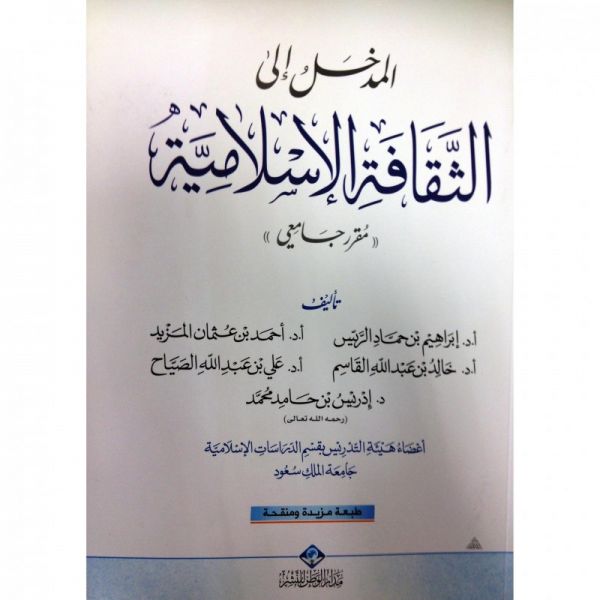 المدخل إلى
الثقافة الإسلامية
« مقرر جامعي »
تأليف
أ.د. إبراهيم بن حماد الريس أ.د. أحمد بن عثمان المزيد
أ.د. خالد بن عبد الله القاسم أ.د. علي بن عبد الله الصياح
د. إدريس بن حامد محمد
(رحمه الله تعالى)
أعضاء هيئة التدريس بقسم الدراسات الإسلامية
جامعة الملك سعود
طبعة مزيدة ومنقحة
مدار الوطن للنشر